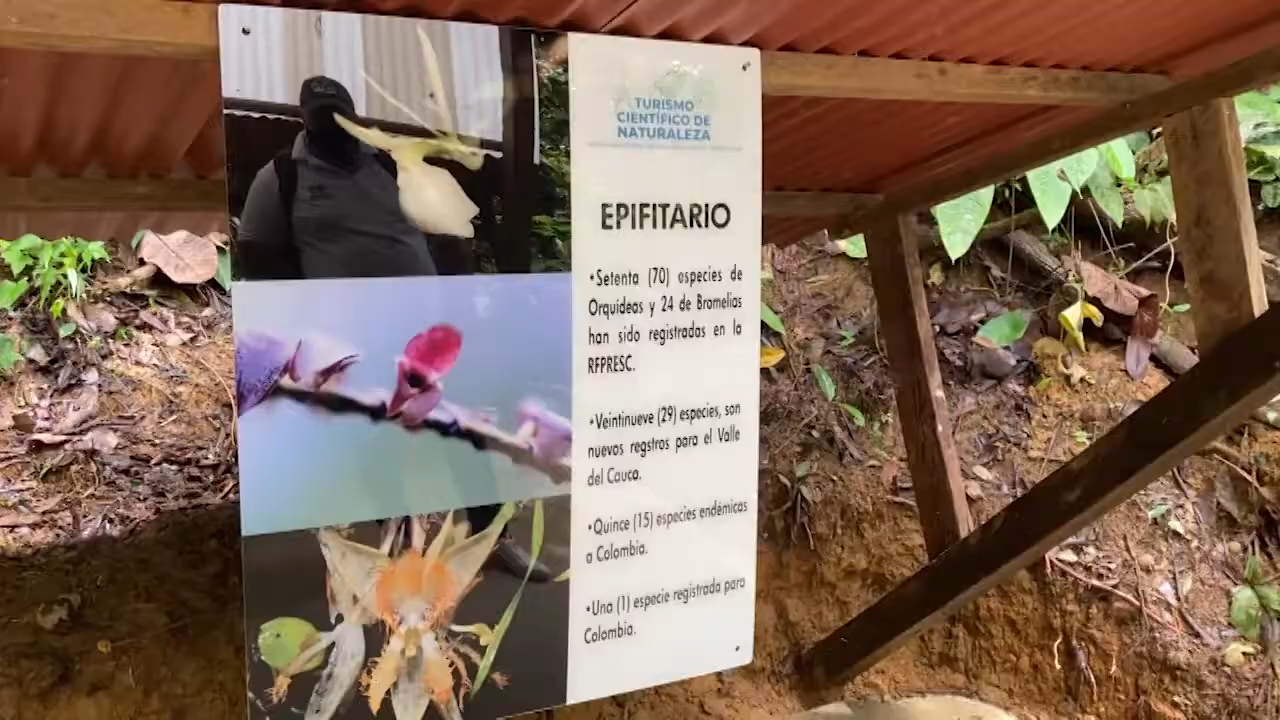 TURISMO
CIENTÍFICO DE
NATURALEZA
EPIFITARIO
•Setenta (70) especies de
Orquídeas y 24 de Bromelias
han sido registradas en la
RFPRESC.
•Veintinueve (29) especies, son
nuevos regstros para el Valle
del Cauca.
•Quince (15) especies endémicas
a Colombia.
•Una (1) especie registrada para
Colombia.